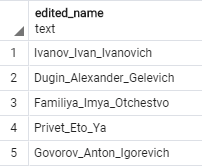 edited_name
text
1 Ivanov_Ivan_Ivanovich
2 Dugin_Alexander_Gelevich
3 Familiya_Imya_Otchestvo
4 Privet_Eto_Ya
5 Govorov_Anton_Igorevich